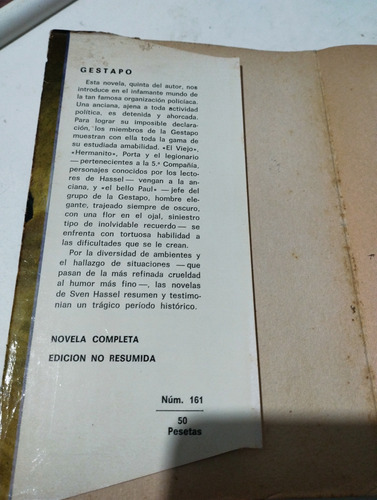 GESTAPO
Esta novela, quinta del autor, nos
introduce en el infamante mundo de
la tan famosa organización policíaca.
Una anciana, ajena a toda actividad
política, es detenida y ahorcada.
Para lograr su imposible declara-
ción, los miembros de la Gestapo
muestran con ella toda la gama de
su estudiada amabilidad. «El Viejo».
«Hermanito», Porta y el legionario
— pertenecientes a la 5.ª Compañía,
personajes conocidos por los lecto-
res de Hassel — vengan a la an-
ciana, y «el bello Paul» — jefe del
grupo de la Gestapo, hombre ele-
gante, trajeado siempre de oscuro,
con una flor en el ojal, siniestro
tipo de inolvidable recuerdo — se
enfrenta con tortuosa habilidad a
las dificultades que se le crean.
Por la diversidad de ambientes y
el hallazgo de situaciones — que
pasan de la más refinada crueldad
al humor más fino —, las novelas
de Sven Hassel resumen y testimo-
nian un trágico período histórico.
NOVELA COMPLETA
EDICION NO RESUMIDA
Núm. 161
50
Pesetas